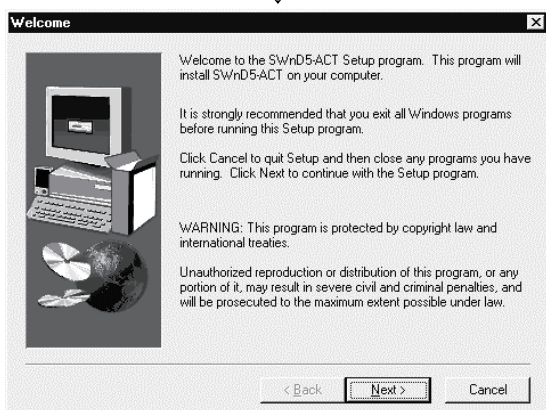 Welcome
Welcome to the SWnD5-ACT Setup program. This program will
install SWnD5-ACT on your computer.
It is strongly recommended that you exit all Windows programs
before running this Setup program.
Click Cancel to quit Setup and then close any programs you have
running. Click Next to continue with the Setup program.
WARNING: This program is protected by copyright law and
international treaties.
Unauthorized reproduction or distribution of this program, or any
portion of it, may result in severe civil and criminal penalties, and
will be prosecuted to the maximum extent possible under law.
< Back Next > Cancel